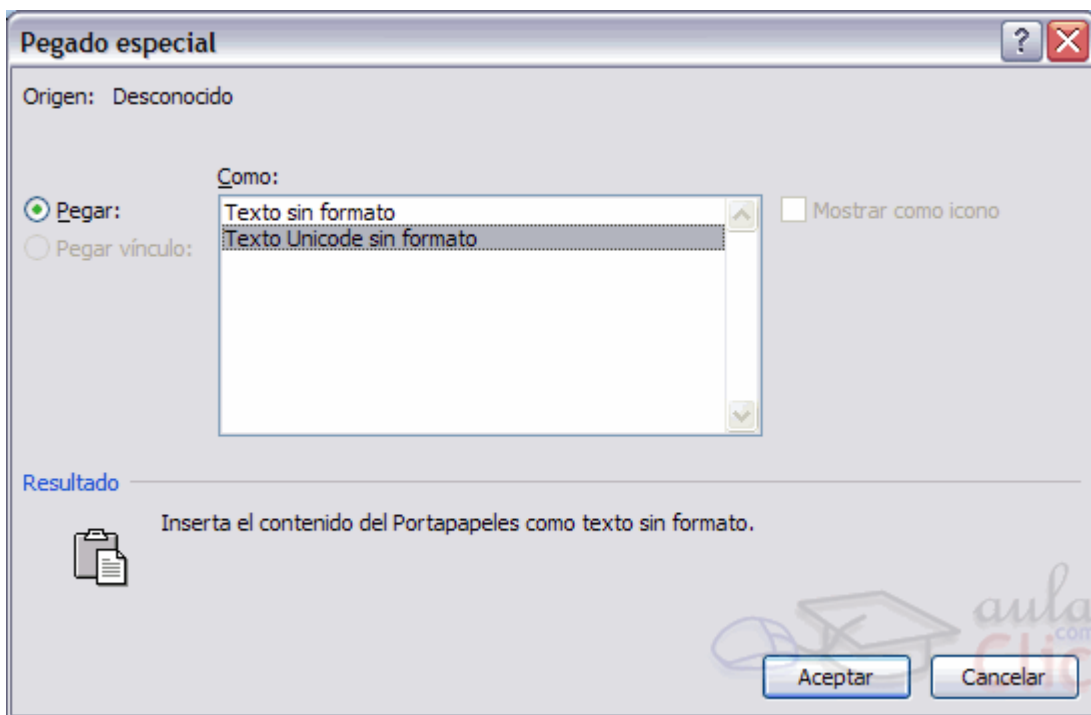 Pegado especial
Origen: Desconocido
Como:
Pegar:
Texto sin formato
Mostrar como icono
Pegar vínculo:
Texto Unicode sin formato
Resultado
Inserta el contenido del Portapapeles como texto sin formato.
aula
com
Clic
Aceptar
Cancelar